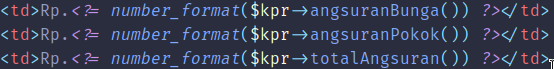 <td>Rp.<?= number_format($kpr->angsuranBunga()) ?></td>
<td>Rp.<?= number_format($kpr->angsuranPokok()) ?></td>
<td>Rp.<?= number_format($kpr->totalAngsuran()) ?></td>